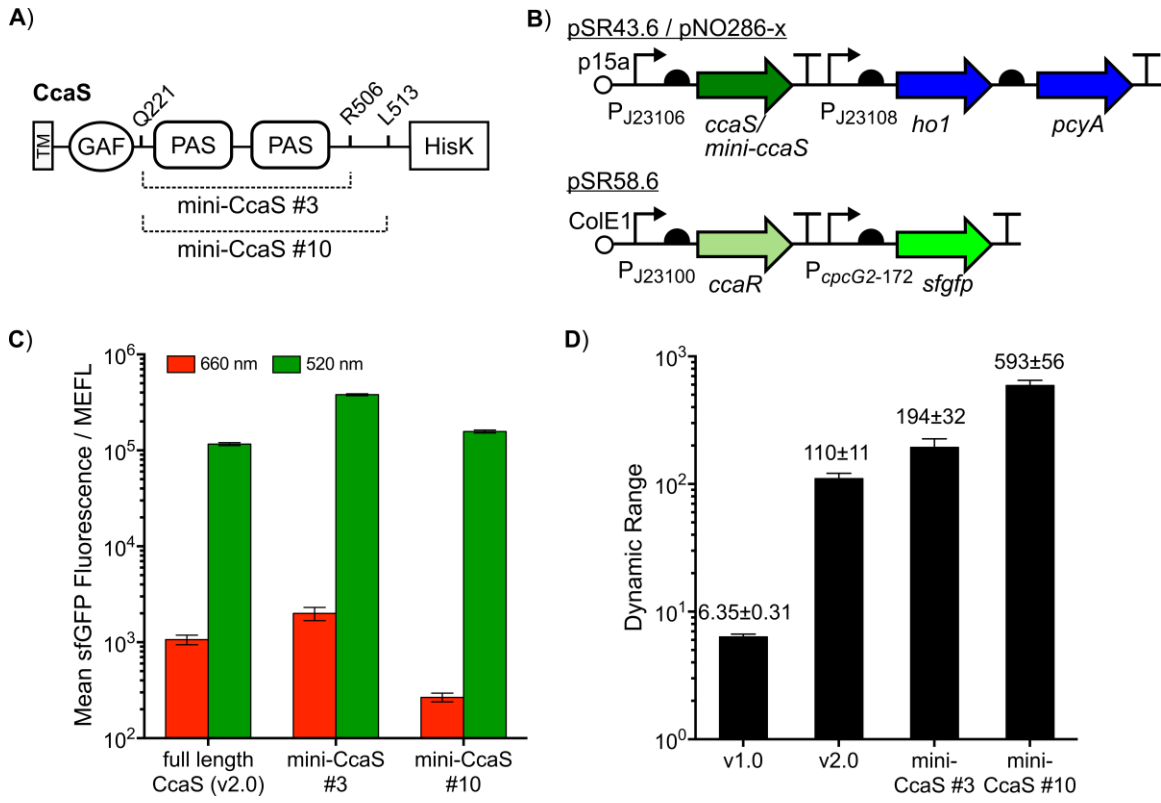 A)
CcaS
TM
GAF
Q221
PAS
PAS
R506
L513
HisK
mini-CcaS #3
mini-CcaS #10
B)
pSR43.6 / pNO286-x
p15a
PJ23106
ccaS/
mini-ccaS
PJ23108
ho1
pcyA
pSR58.6
ColE1
PJ23100
ccaR
PcpcG2-172
sfgfp
C)
Mean sfGFP Fluorescence / MEFL
660 nm
520 nm
10^6
10^5
10^4
10^3
10^2
full length
CcaS (v2.0)
mini-CcaS
#3
mini-CcaS
#10
D)
Dynamic Range
10^3
10^2
10^1
10^0
6.35±0.31
110±11
194±32
593±56
v1.0
v2.0
mini-
CcaS #3
mini-
CcaS #10